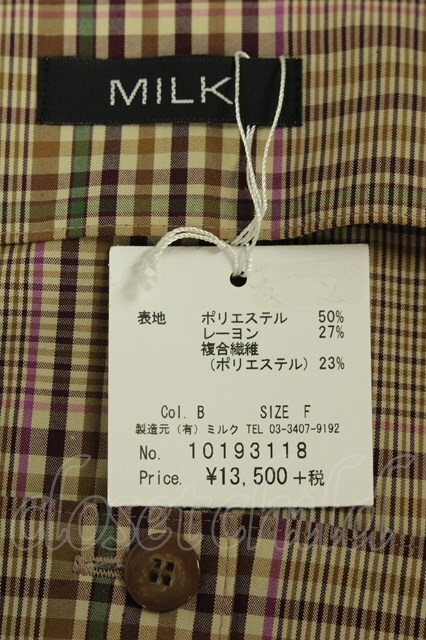 MILK
表地 ポリエステル 50%
レーヨン 27%
複合繊維
(ポリエステル) 23%
Col. B SIZE F
製造元 (有) ミルク TEL 03-3407-9192
No. 10193118
Price. ¥13,500 +税
closet child